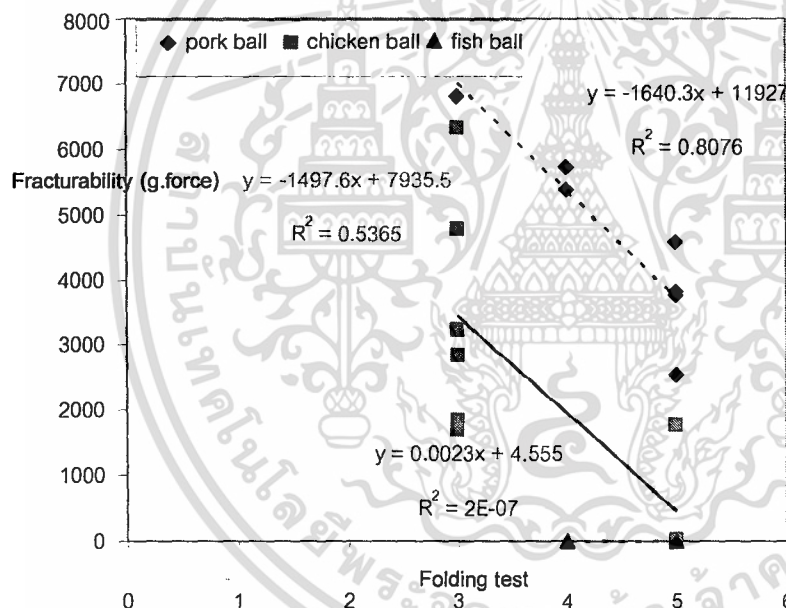 8000
◆ pork ball ■ chicken ball ▲ fish ball
7000
y = -1640.3x + 11927
R² = 0.8076
6000
Fracturability (g.force) y = -1497.6x + 7935.5
R² = 0.5365
5000
4000
3000
2000
y = 0.0023x + 4.555
R² = 2E-07
1000
0
Folding test
0 1 2 3 4 5 6